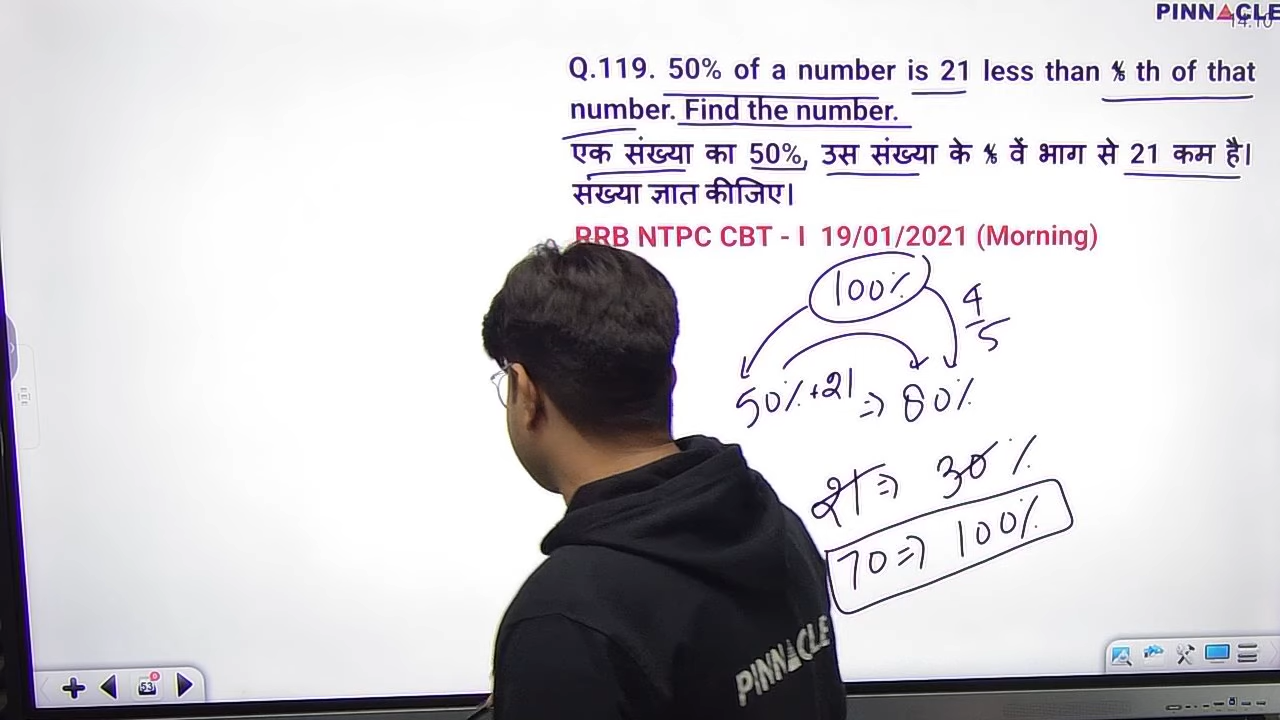 PINNACLE
Q.119. 50% of a number is 21 less than ⅘ th of that
number. Find the number.
एक संख्या का 50%, उस संख्या के ⅘ वें भाग से 21 कम है।
संख्या ज्ञात कीजिए।
RRB NTPC CBT - I 19/01/2021 (Morning)
100%
4/5
50% +21 ⇒ 80%
21 ⇒ 30%
70 ⇒ 100%
PINNACLE
53